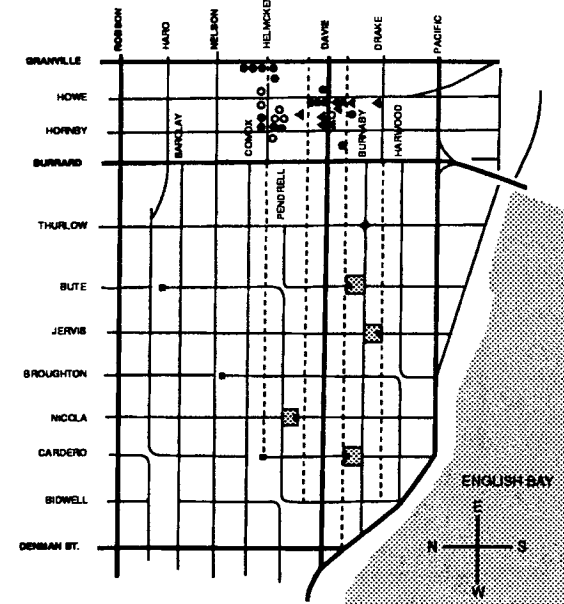 ROBSON
HARO
NELSON
HELMCKEN
DAVIE
DRAKE
PACIFIC
GRANVILLE
HOWE
HORNBY
BURRARD
BARCLAY
COMOX
PENDRELL
BURNABY
HARWOOD
THURLOW
BUTE
JERVIS
BROUGHTON
NICOLA
CARDERO
BIDWELL
DENMAN ST.
ENGLISH BAY
E
N
S
W